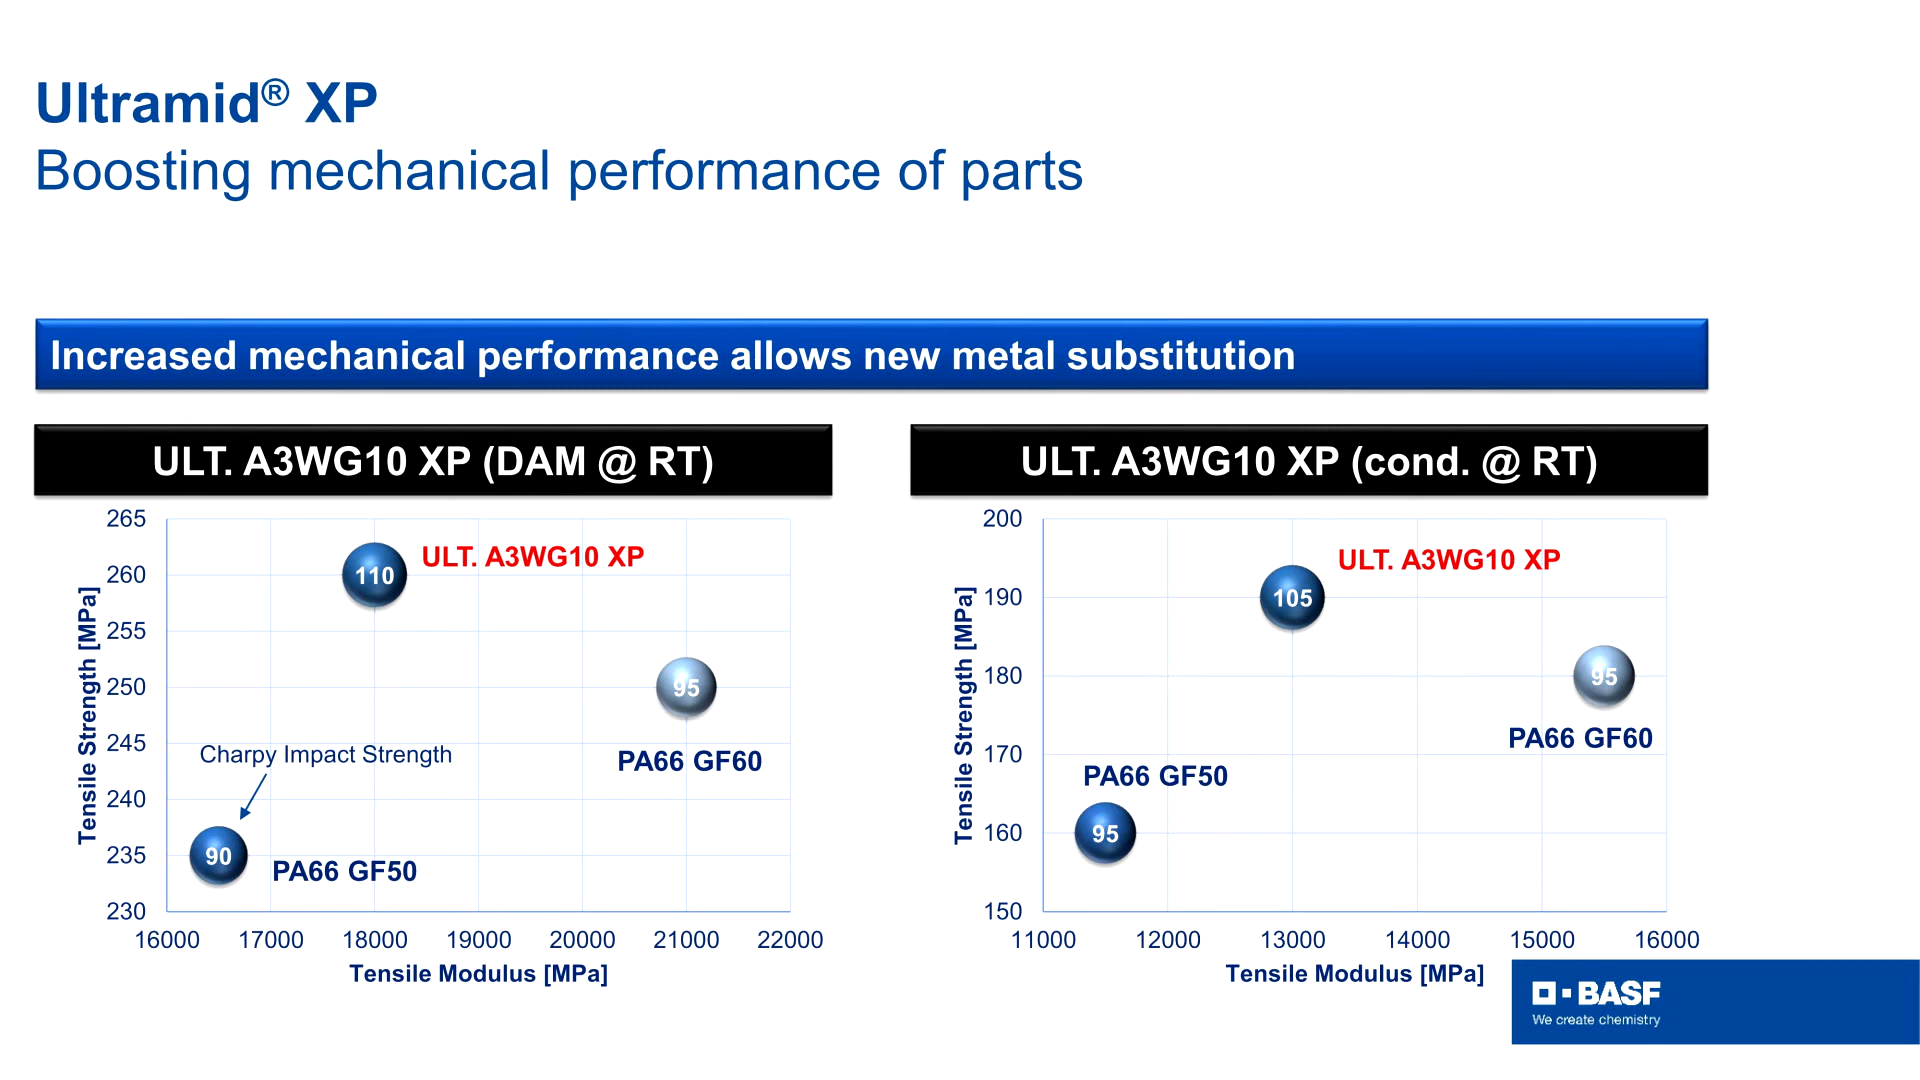 Ultramid® XP
Boosting mechanical performance of parts
Increased mechanical performance allows new metal substitution
ULT. A3WG10 XP (DAM @ RT)
265
260
255
250
245
240
235
230
Tensile Strength [MPa]
110
ULT. A3WG10 XP
95
PA66 GF60
Charpy Impact Strength
90
PA66 GF50
16000 17000 18000 19000 20000 21000 22000
Tensile Modulus [MPa]
ULT. A3WG10 XP (cond. @ RT)
200
190
180
170
160
150
Tensile Strength [MPa]
ULT. A3WG10 XP
105
95
PA66 GF60
PA66 GF50
95
11000 12000 13000 14000 15000 16000
Tensile Modulus [MPa]
BASF
We create chemistry